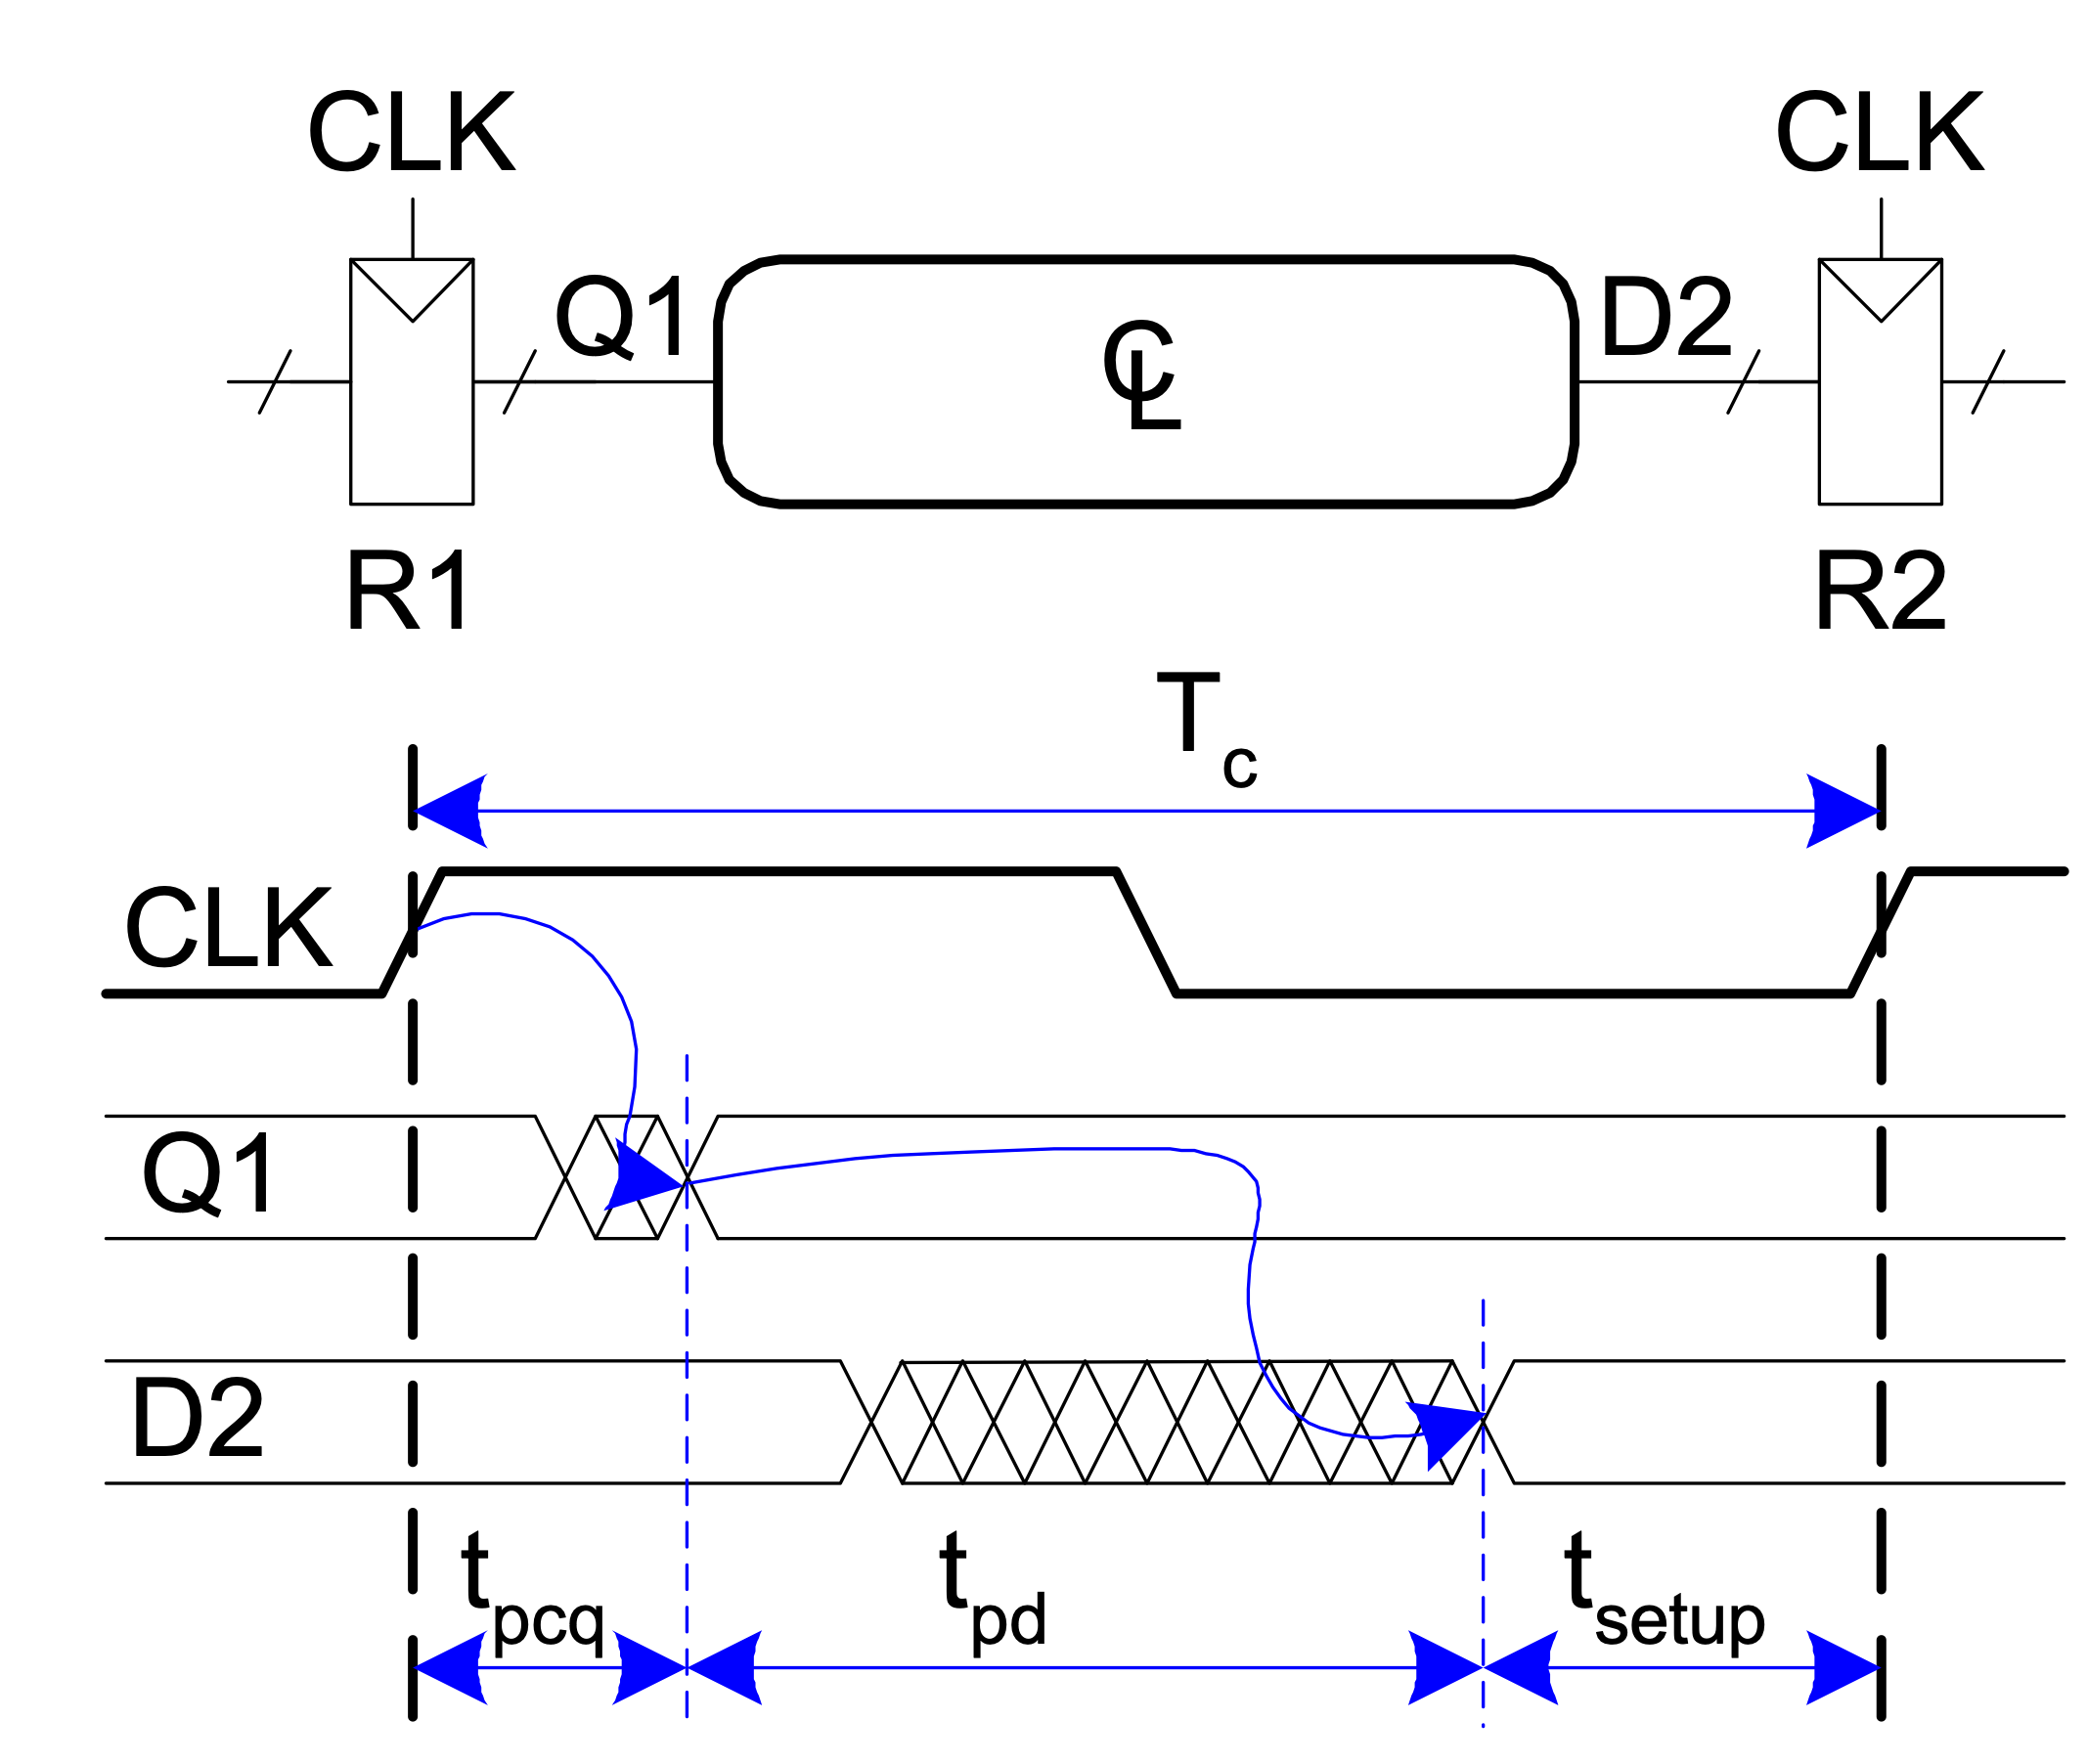 CLK CLK
Q1 CL D2
R1 R2
Tc
CLK
Q1
D2
tpcq tpd tsetup